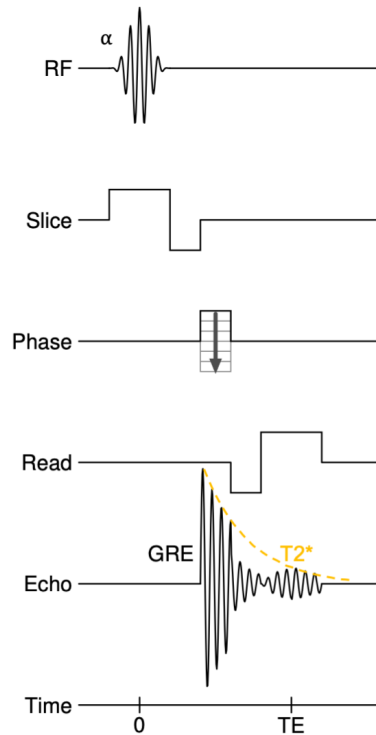 α
RF
Slice
Phase
Read
GRE
T2*
Echo
Time
0 TE